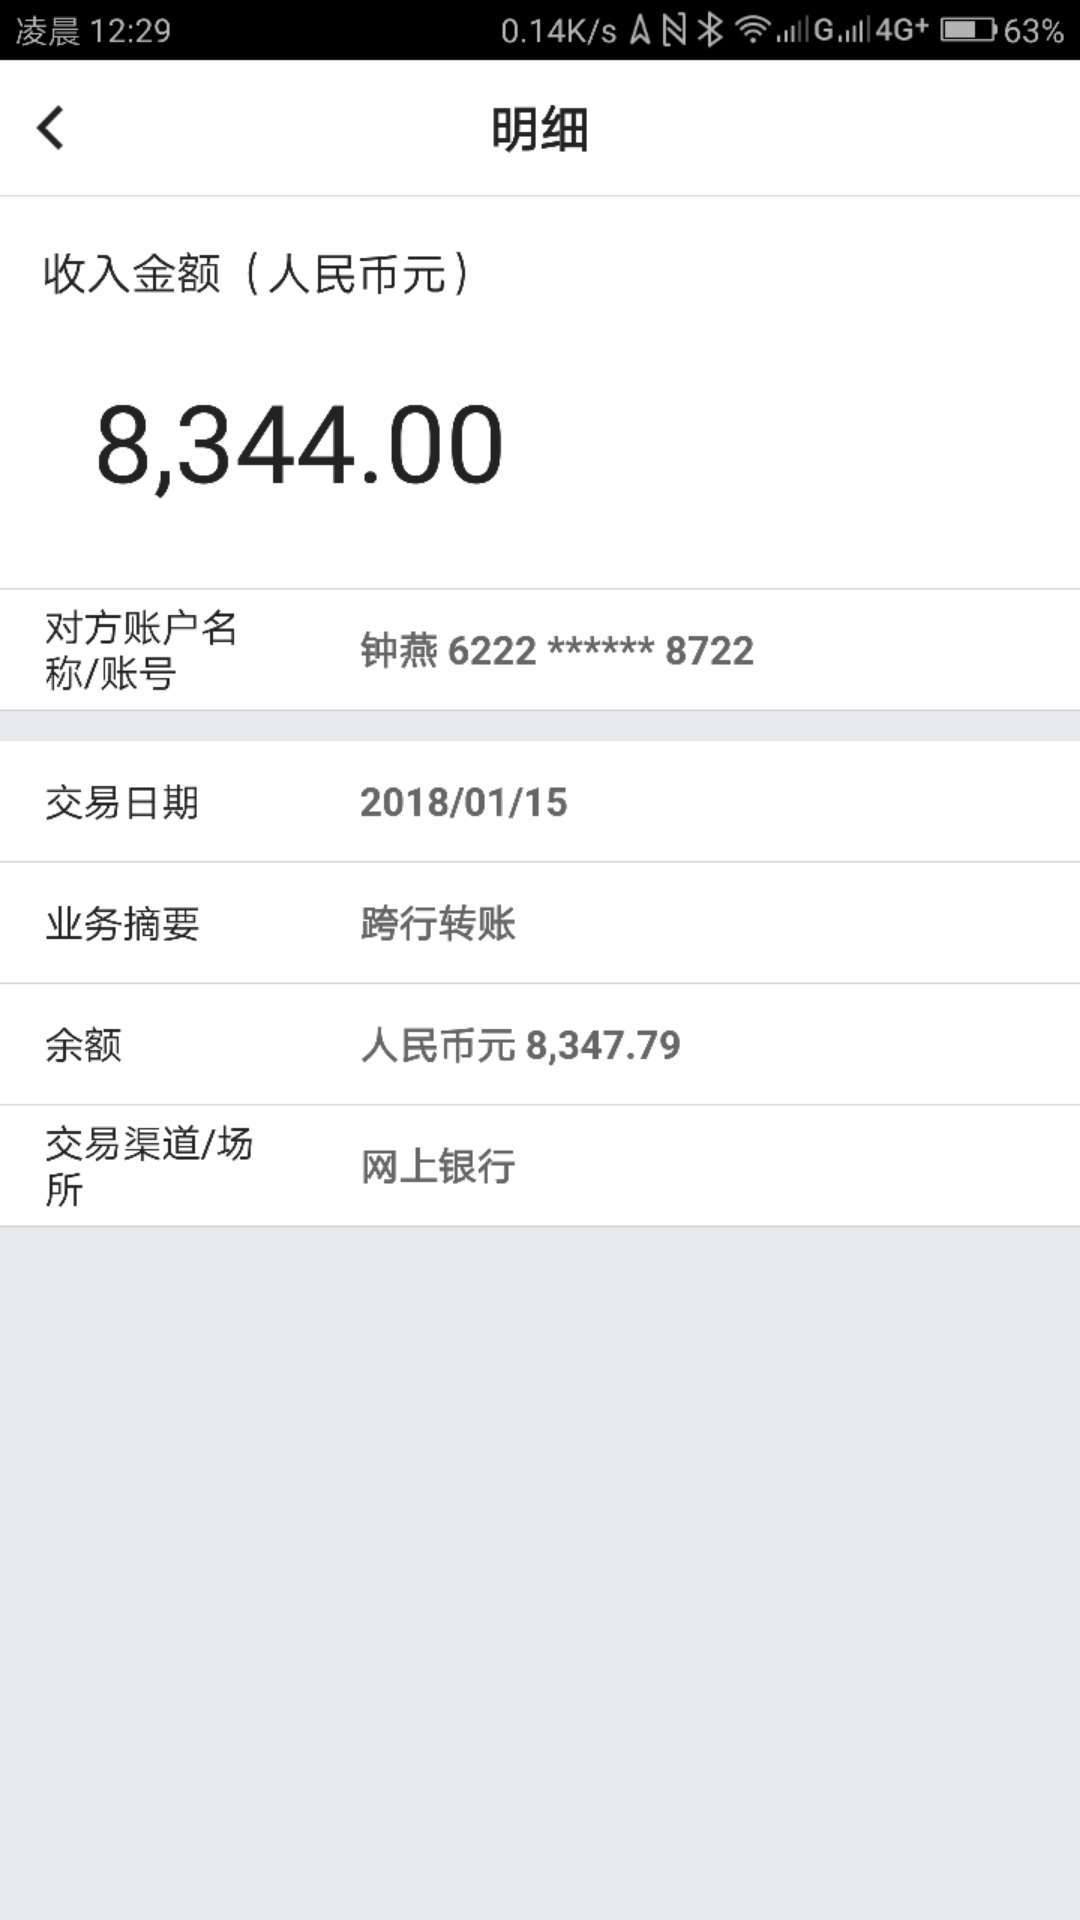 凌晨 12:29 0.14K/s G 4G+ 63%
明细
收入金额（人民币元）
8,344.00
对方账户名
称/账号
钟燕 6222 ****** 8722
交易日期 2018/01/15
业务摘要 跨行转账
余额 人民币元 8,347.79
交易渠道/场
所
网上银行